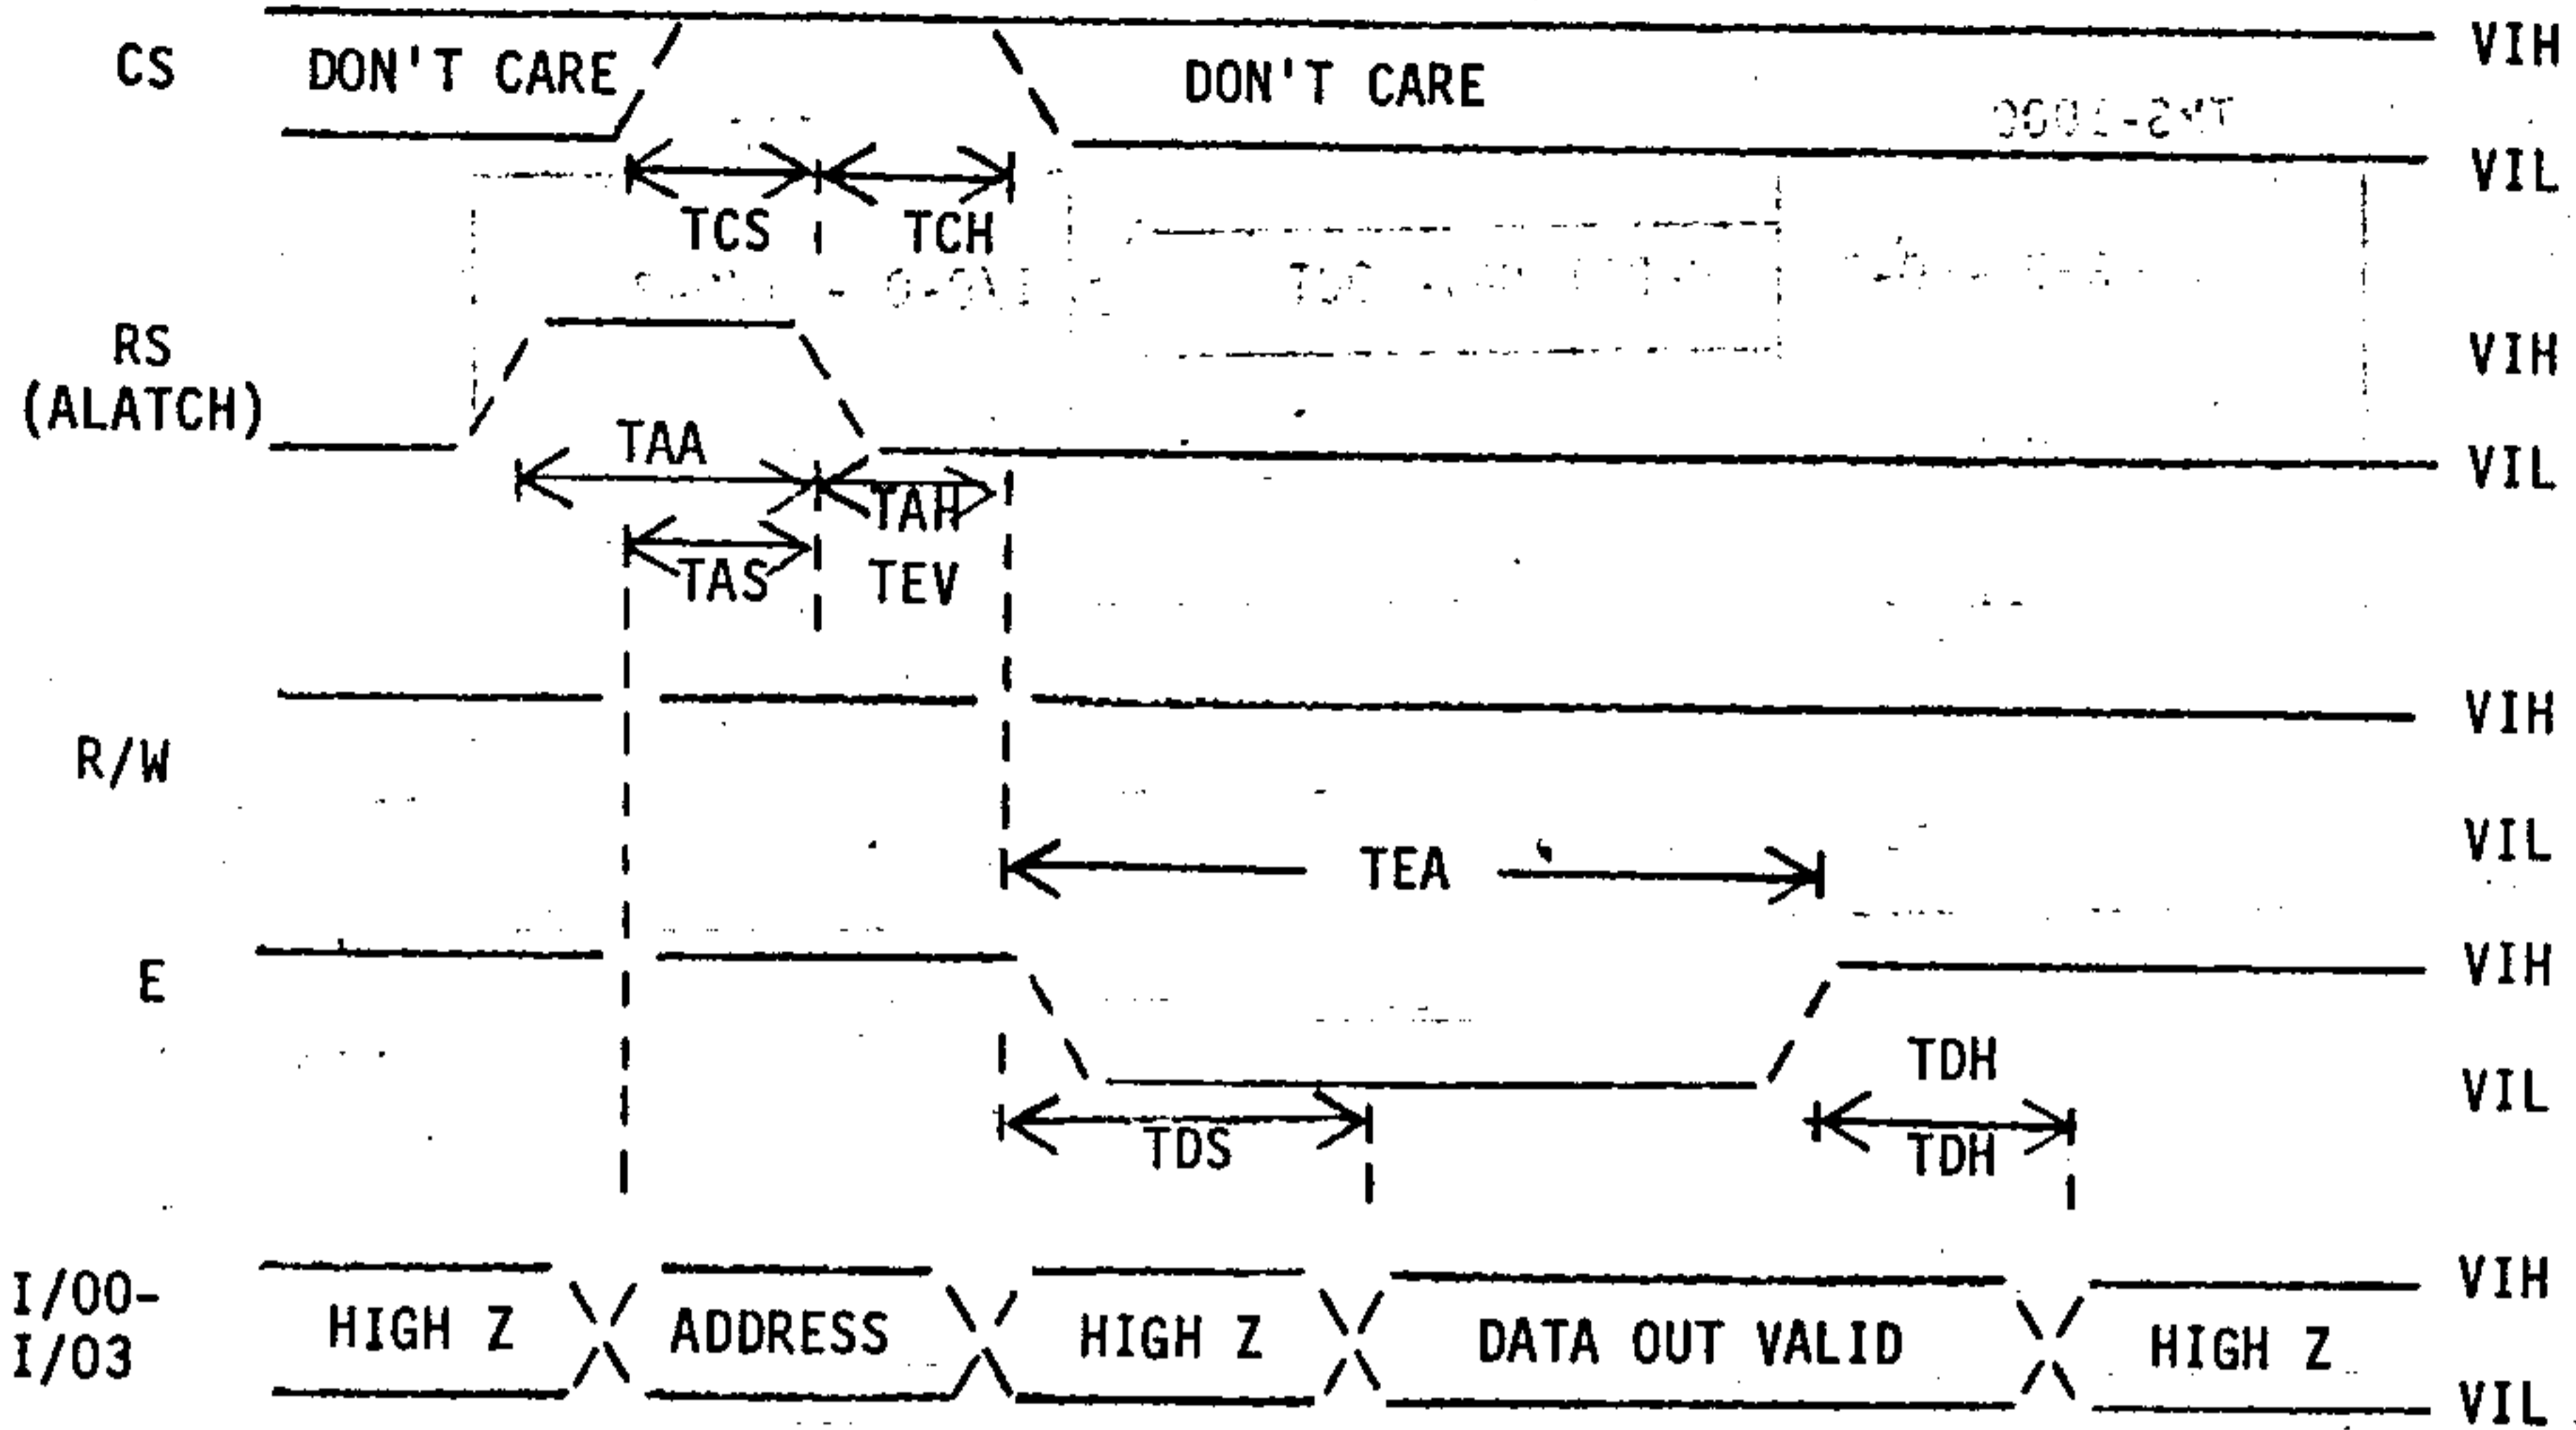 CS DON'T CARE DON'T CARE VIH
VIL
TCS TCH
RS
(ALATCH) VIH
TAA VIL
TAH
TAS TEV
R/W VIH
VIL
TEA
E VIH
TDH VIL
TDS TDH
I/O0-
I/O3 HIGH Z ADDRESS HIGH Z DATA OUT VALID HIGH Z VIH
VIL